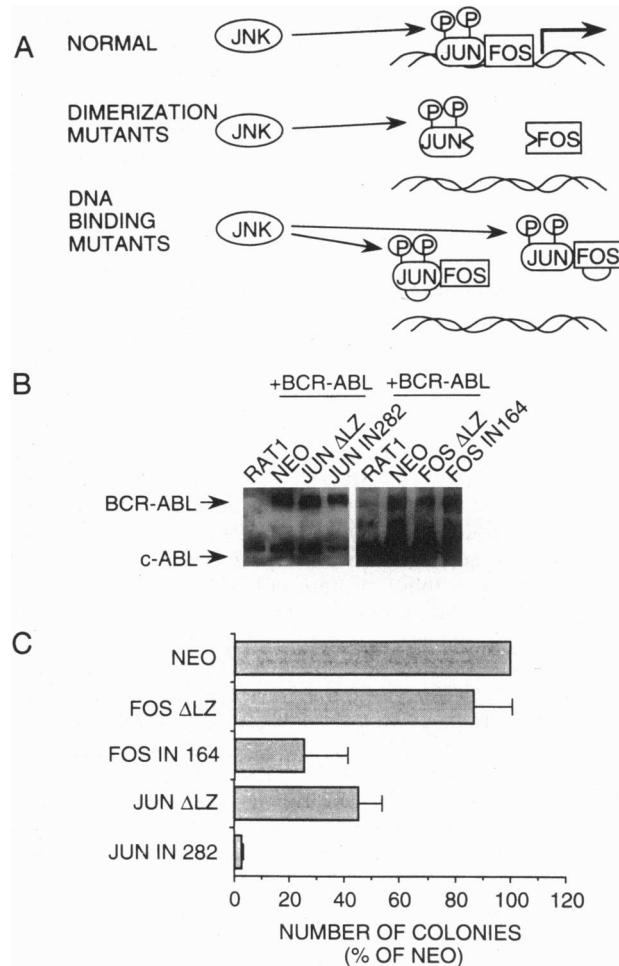 A
NORMAL
JNK
P P
JUN FOS
DIMERIZATION
MUTANTS
JNK
P P
JUN FOS
DNA
BINDING
MUTANTS
JNK
P P
JUN FOS
P P
JUN FOS
B
+BCR-ABL +BCR-ABL
RAT1 NEO JUN ΔLZ JUN IN282 RAT1 NEO FOS ΔLZ FOS IN164
BCR-ABL
c-ABL
C
NEO
FOS ΔLZ
FOS IN 164
JUN ΔLZ
JUN IN 282
0 20 40 60 80 100 120
NUMBER OF COLONIES
(% OF NEO)